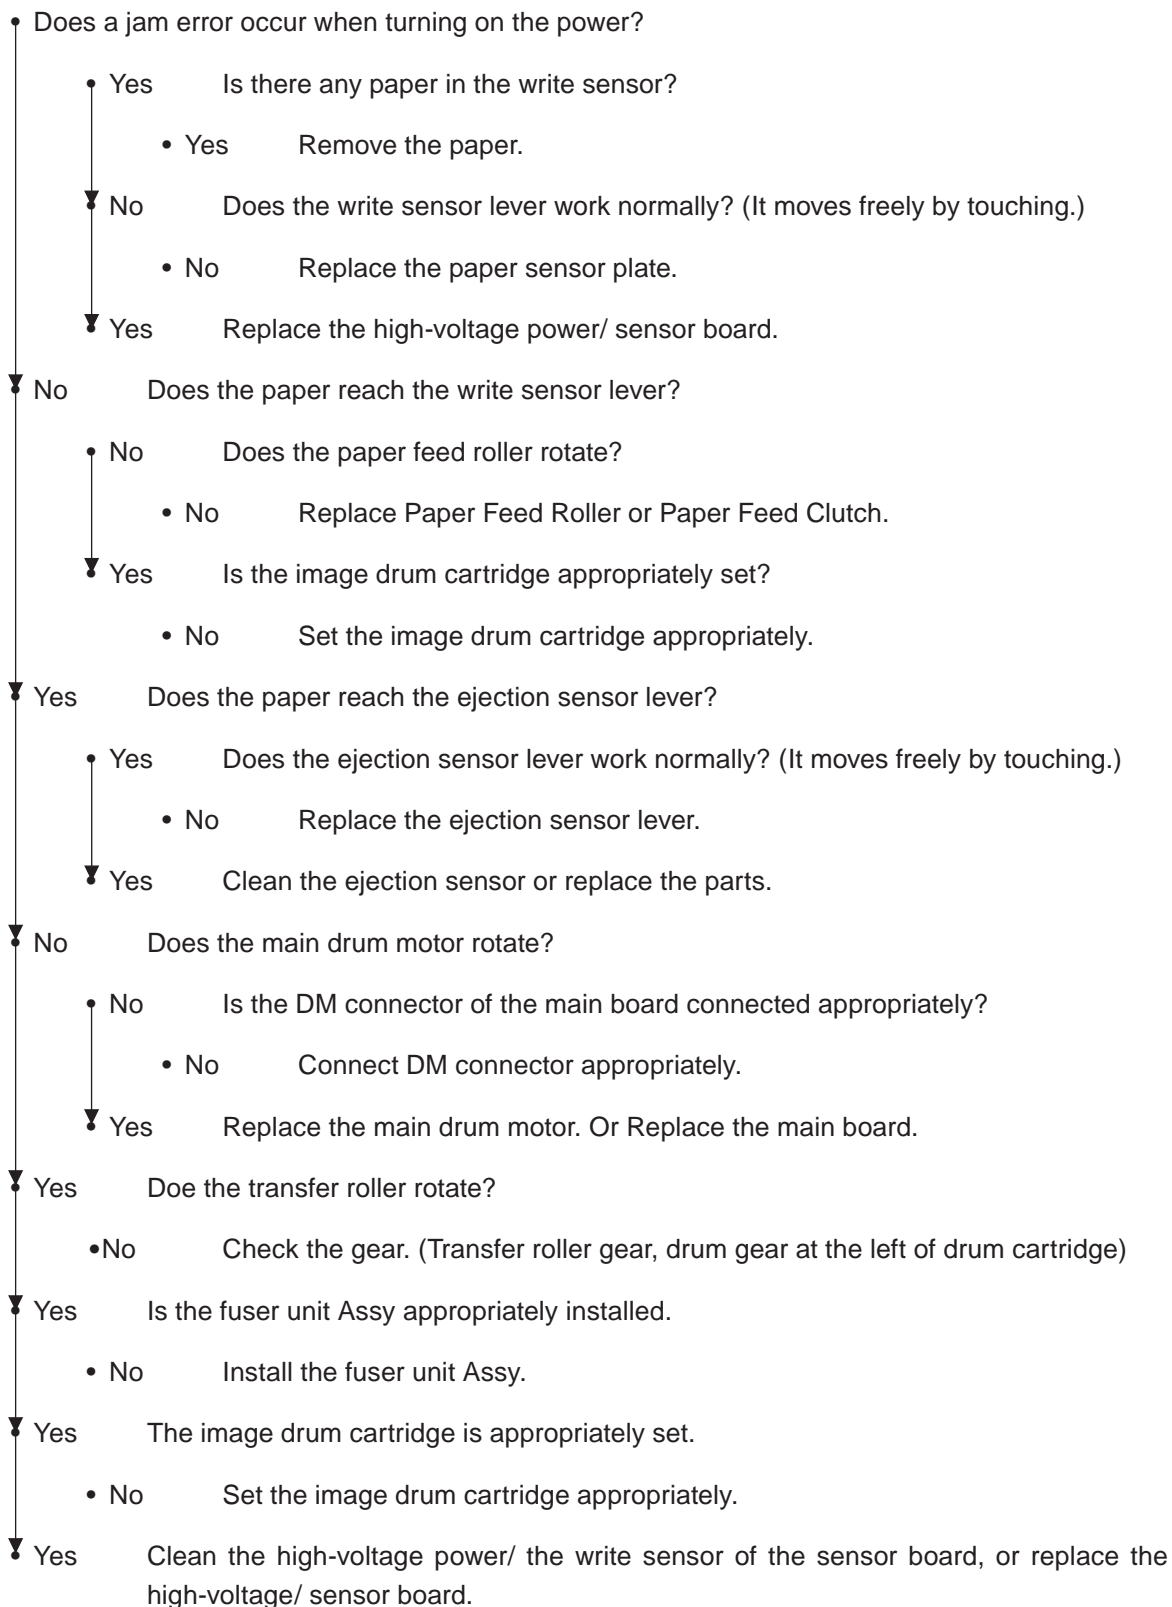 • Does a jam error occur when turning on the power?
• Yes Is there any paper in the write sensor?
• Yes Remove the paper.
• No Does the write sensor lever work normally? (It moves freely by touching.)
• No Replace the paper sensor plate.
• Yes Replace the high-voltage power/ sensor board.
• No Does the paper reach the write sensor lever?
• No Does the paper feed roller rotate?
• No Replace Paper Feed Roller or Paper Feed Clutch.
• Yes Is the image drum cartridge appropriately set?
• No Set the image drum cartridge appropriately.
• Yes Does the paper reach the ejection sensor lever?
• Yes Does the ejection sensor lever work normally? (It moves freely by touching.)
• No Replace the ejection sensor lever.
• Yes Clean the ejection sensor or replace the parts.
• No Does the main drum motor rotate?
• No Is the DM connector of the main board connected appropriately?
• No Connect DM connector appropriately.
• Yes Replace the main drum motor. Or Replace the main board.
• Yes Doe the transfer roller rotate?
•No Check the gear. (Transfer roller gear, drum gear at the left of drum cartridge)
• Yes Is the fuser unit Assy appropriately installed.
• No Install the fuser unit Assy.
• Yes The image drum cartridge is appropriately set.
• No Set the image drum cartridge appropriately.
• Yes Clean the high-voltage power/ the write sensor of the sensor board, or replace the
high-voltage/ sensor board.